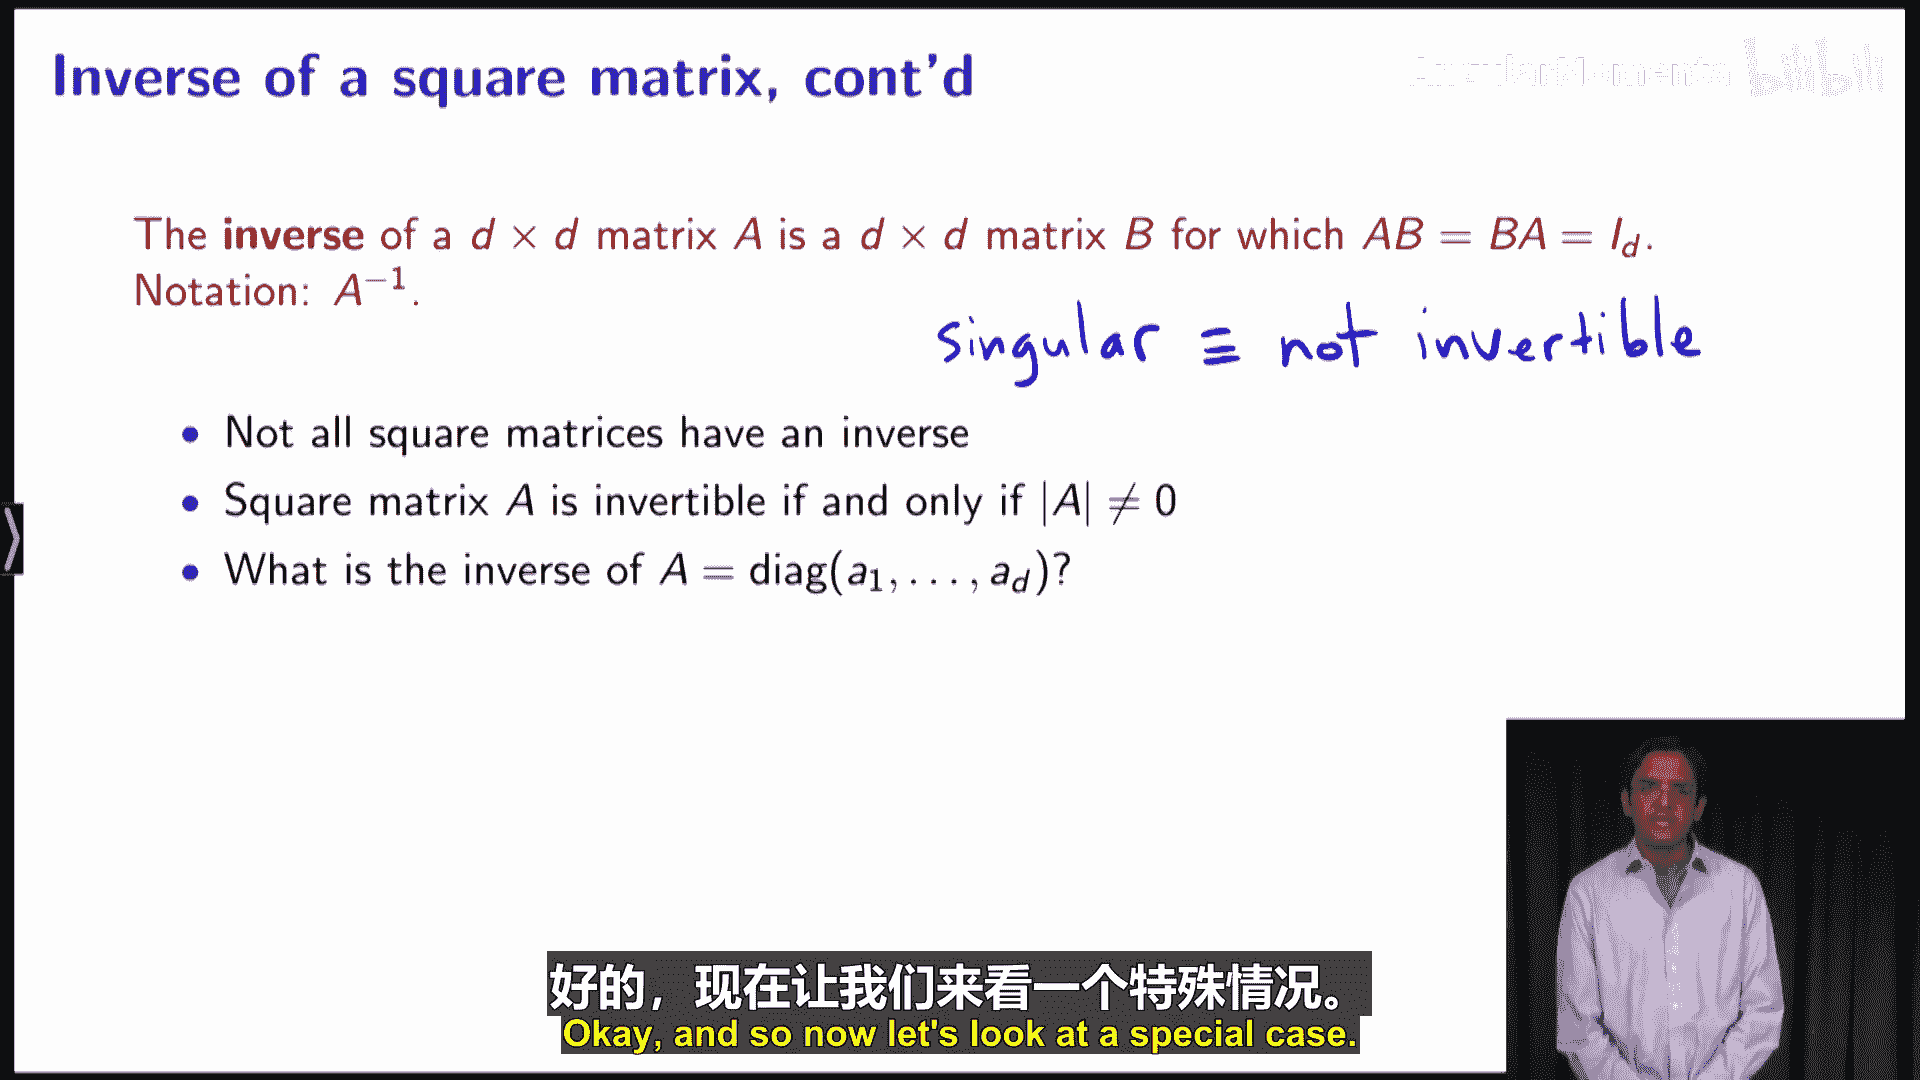 Inverse of a square matrix, cont'd
bilibili
The inverse of a d × d matrix A is a d × d matrix B for which AB = BA = I_d.
Notation: A⁻¹.
singular ≡ not invertible
• Not all square matrices have an inverse
• Square matrix A is invertible if and only if |A| ≠ 0
• What is the inverse of A = diag(a₁, . . . , a_d)?
好的，现在让我们来看一个特殊情况。
Okay, and so now let's look at a special case.